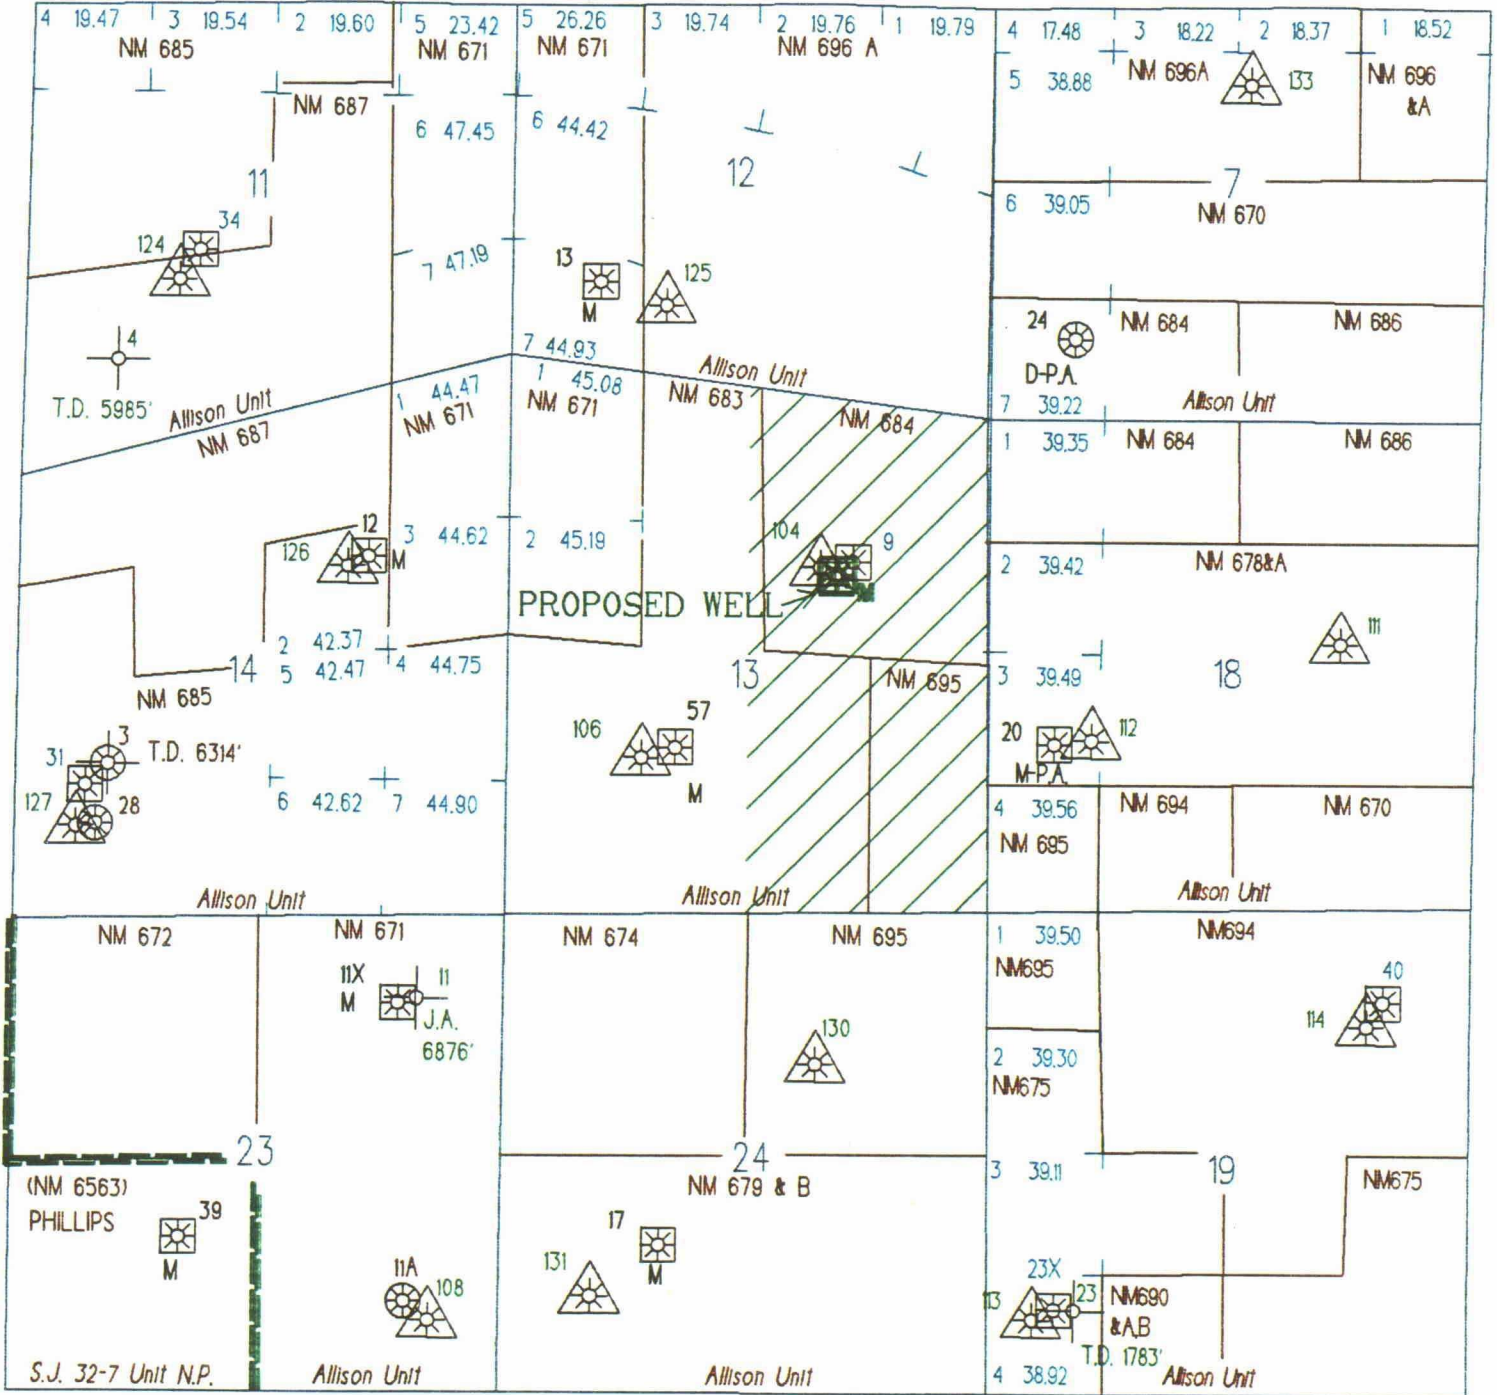 4 19.47 3 19.54 2 19.60 5 23.42 5 26.26 3 19.74 2 19.76 1 19.79 4 17.48 3 18.22 2 18.37 1 18.52
NM 685 NM 671 NM 671 NM 696 A
5 38.88 NM 696A 133 NM 696
&A
NM 687
6 47.45 6 44.42
11 12 7
6 39.05 NM 670
34
124
7 47.19 13 125
M
24 NM 684 NM 686
4
7 44.93
D-P.A.
T.D. 5985'
Allison Unit
1 44.47 1 45.08 Allison Unit
7 39.22 Allison Unit
NM 687 NM 671 NM 671 NM 683 NM 684
1 39.35 NM 684 NM 686
12
126 M 3 44.62 2 45.19 104 9
2 39.42 NM 678&A
PROPOSED WELL
111
2 42.37
14 5 42.47 4 44.75 13 NM 695 3 39.49 18
NM 685
3 T.D. 6314'
31
106 57
M
20 112
M-P.A.
127 28 6 42.62 7 44.90
4 39.56 NM 694 NM 670
NM 695
Allison Unit Allison Unit Allison Unit
NM 672 NM 671 NM 674 NM 695 1 39.50 NM694
NM695
11X 11
M J.A.
6876'
40
114
130
2 39.30
NM675
23 24 3 39.11 19
(NM 6563) NM 679 & B NM675
PHILLIPS 39
M
17
M
131
11A
108
23X
113 23 NM690
&A,B
T.D. 1783'
S.J. 32-7 Unit N.P. Allison Unit Allison Unit 4 38.92 Allison Unit